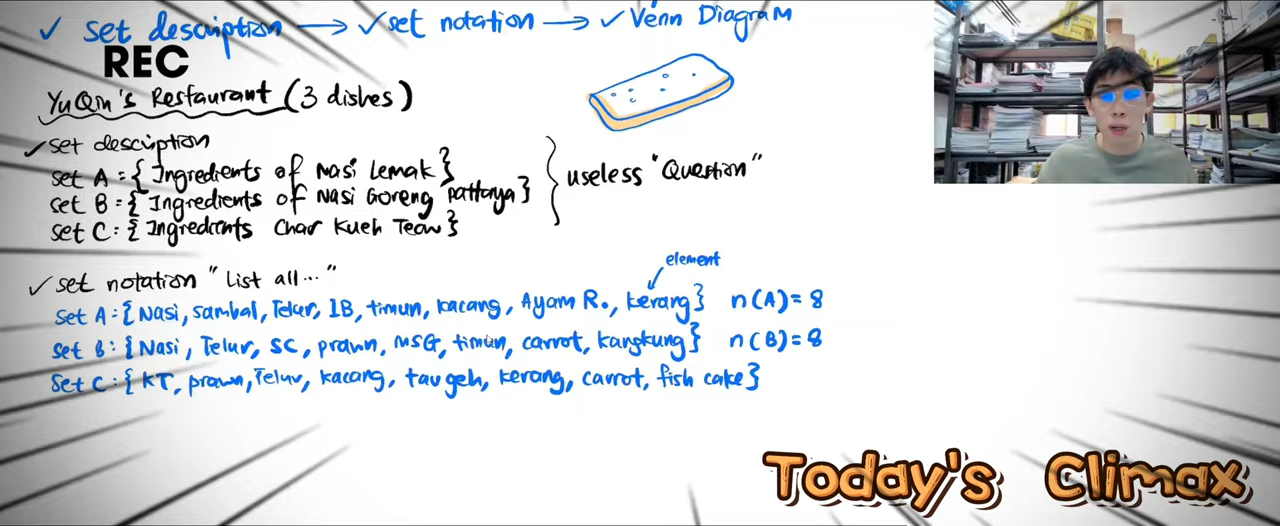 ✓ set description → ✓ set notation → ✓ Venn Diagram
REC
YuQin's Restaurant (3 dishes)
✓ set description
set A = { Ingredients of Nasi Lemak }
set B = { Ingredients of Nasi Goreng Pattaya }
set C : { Ingredients Char Kueh Teow }
useless "Question"
✓ set notation "List all..."
element
Set A : { Nasi, sambal, Telur, IB, timun, kacang, Ayam R., kerang } n(A) = 8
Set B : { Nasi, Telur, SC, prawn, MSG, timun, carrot, kangkung } n(B) = 8
Set C : { KT, prawn, Telur, kacang, taugeh, kerang, carrot, fish cake }
Today's Climax